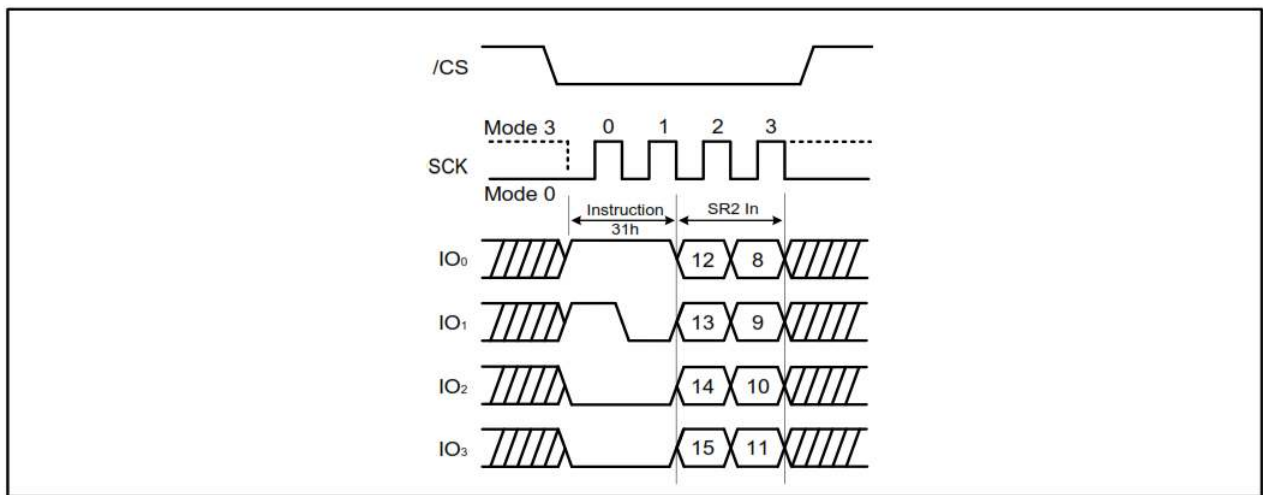 /CS
Mode 3 0 1 2 3
SCK
Mode 0
Instruction SR2 In
31h
IO₀ 12 8
IO₁ 13 9
IO₂ 14 10
IO₃ 15 11